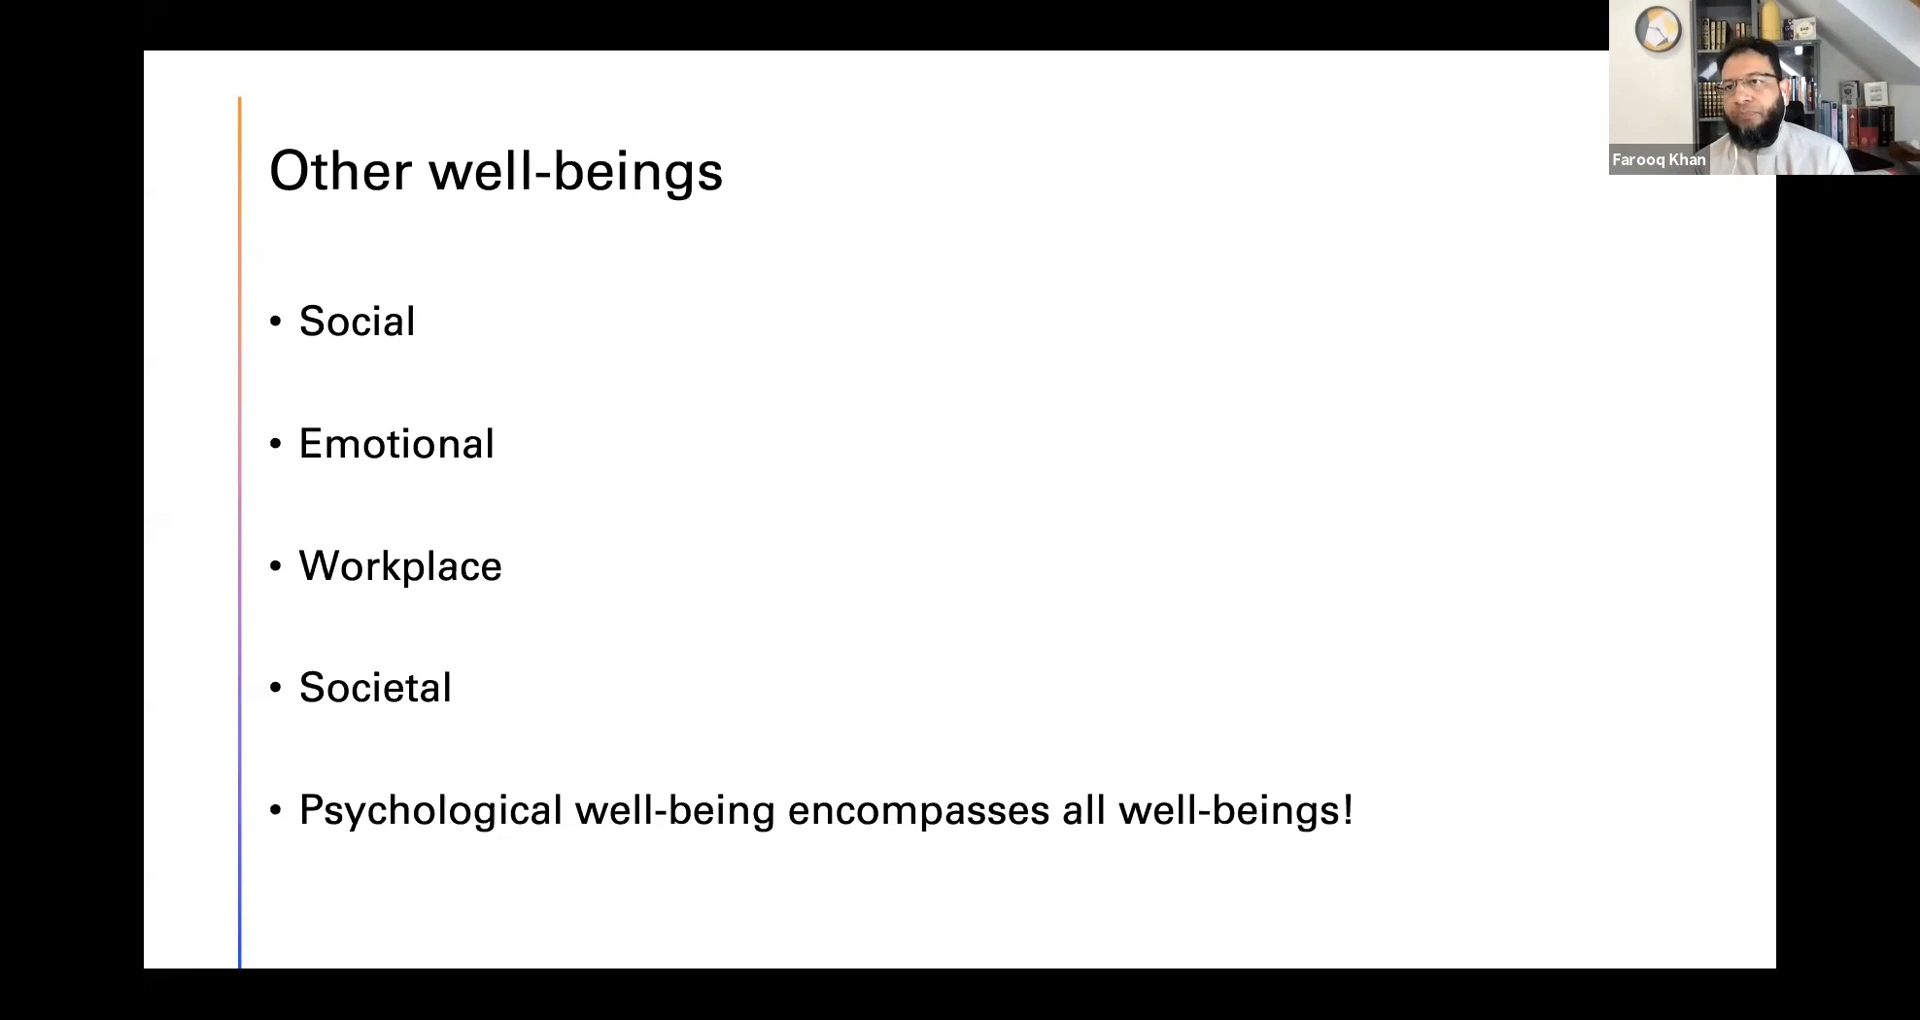 Other well-beings
• Social
• Emotional
• Workplace
• Societal
• Psychological well-being encompasses all well-beings!
Farooq Khan